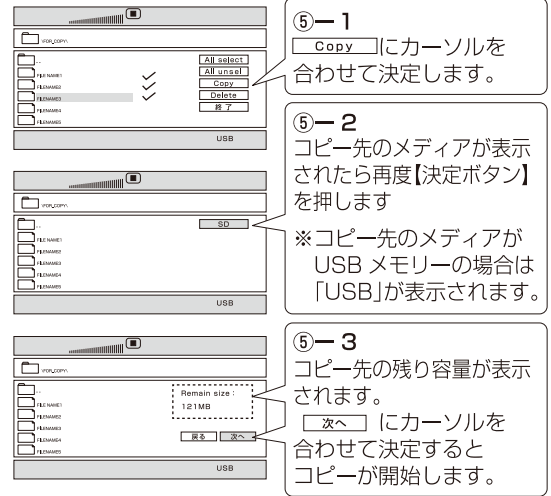 \FOR_COPY\
..
FILE NAME1
FILENAME2
FILENAME3
FILENAME4
FILENAME5
All select
All unsel
Copy
Delete
終了
USB
⑤ー1
Copy にカーソルを
合わせて決定します。
\FOR_COPY\
..
FILE NAME1
FILENAME2
FILENAME3
FILENAME4
FILENAME5
SD
USB
⑤ー2
コピー先のメディアが表示
されたら再度【決定ボタン】
を押します
※コピー先のメディアが
USB メモリーの場合は
「USB」が表示されます。
\FOR_COPY\
..
FILE NAME1
FILENAME2
FILENAME3
FILENAME4
FILENAME5
Remain size :
121MB
戻る 次へ
USB
⑤ー3
コピー先の残り容量が表示
されます。
次へ にカーソルを
合わせて決定すると
コピーが開始します。